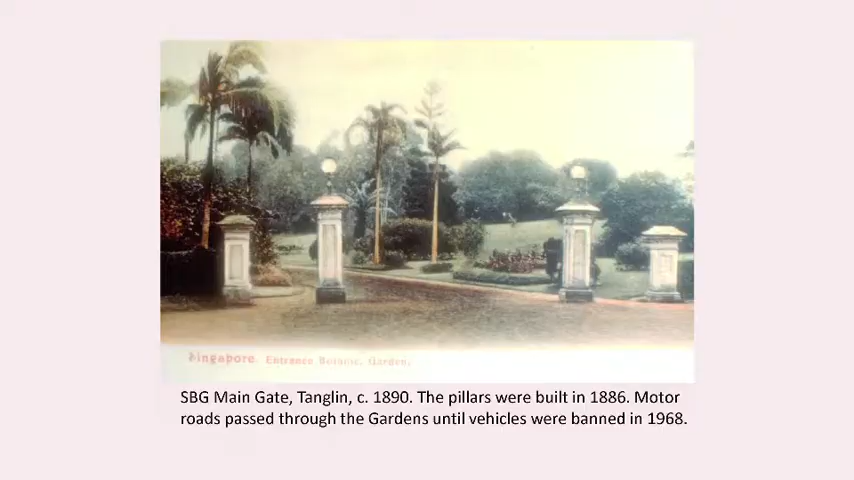 Singapore. Entrance Botanic. Garden.
SBG Main Gate, Tanglin, c. 1890. The pillars were built in 1886. Motor
roads passed through the Gardens until vehicles were banned in 1968.